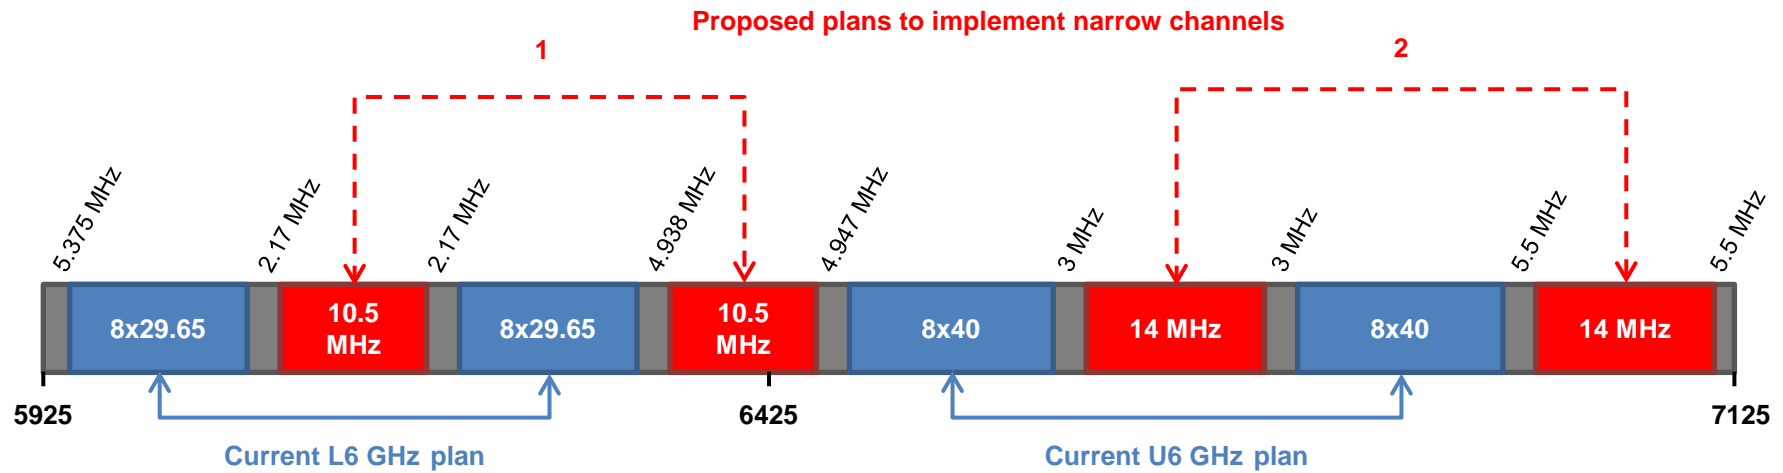 Proposed plans to implement narrow channels
1
2
5.375 MHz
2.17 MHz
2.17 MHz
4.938 MHz
4.947 MHz
3 MHz
3 MHz
5.5 MHz
5.5 MHz
8x29.65
10.5
MHz
8x29.65
10.5
MHz
8x40
14 MHz
8x40
14 MHz
5925
6425
7125
Current L6 GHz plan
Current U6 GHz plan